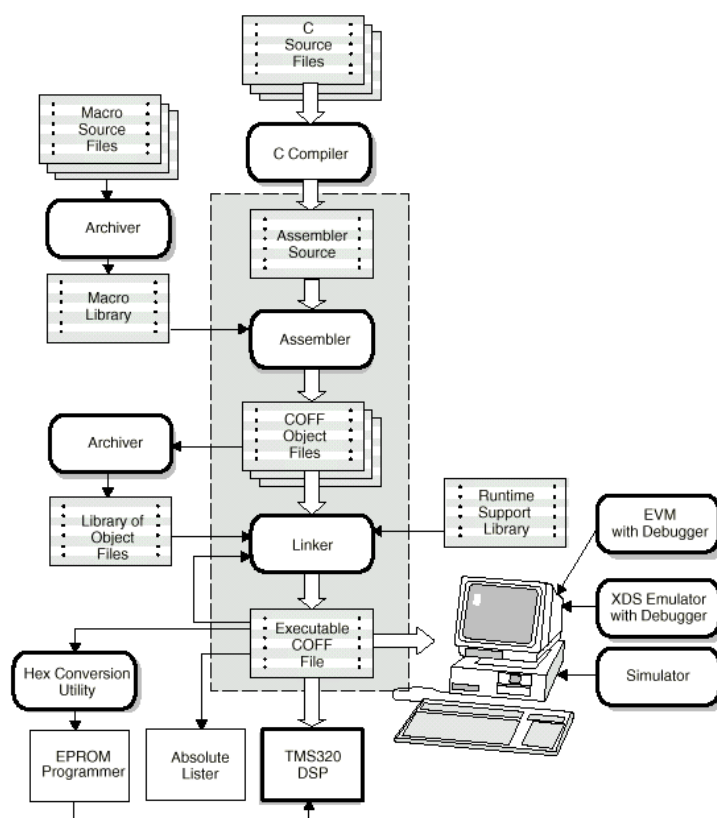 C
Source
Files
Macro
Source
Files
C Compiler
Archiver
Assembler
Source
Macro
Library
Assembler
Archiver
COFF
Object
Files
Library of
Object
Files
Linker
Runtime
Support
Library
EVM
with Debugger
XDS Emulator
with Debugger
Simulator
Executable
COFF
File
Hex Conversion
Utility
EPROM
Programmer
Absolute
Lister
TMS320
DSP